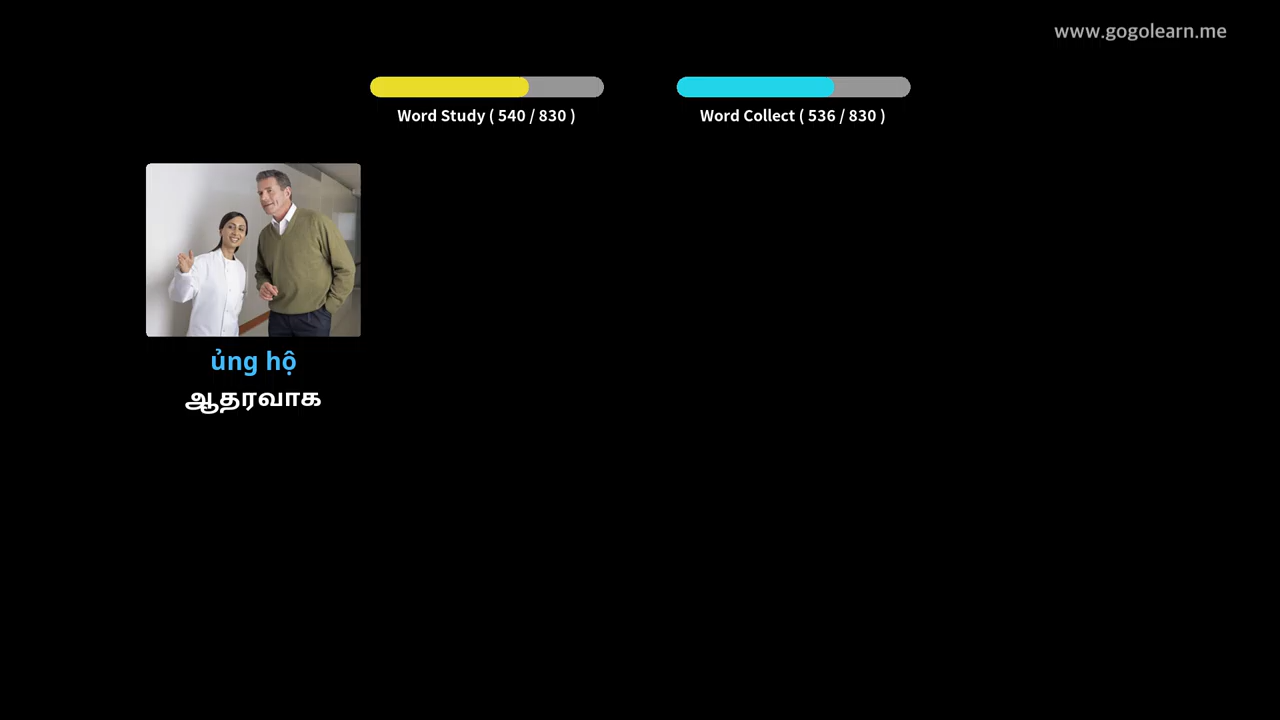 www.gogolearn.me
Word Study ( 540 / 830 )
Word Collect ( 536 / 830 )
ủng hộ
ஆதரவாக